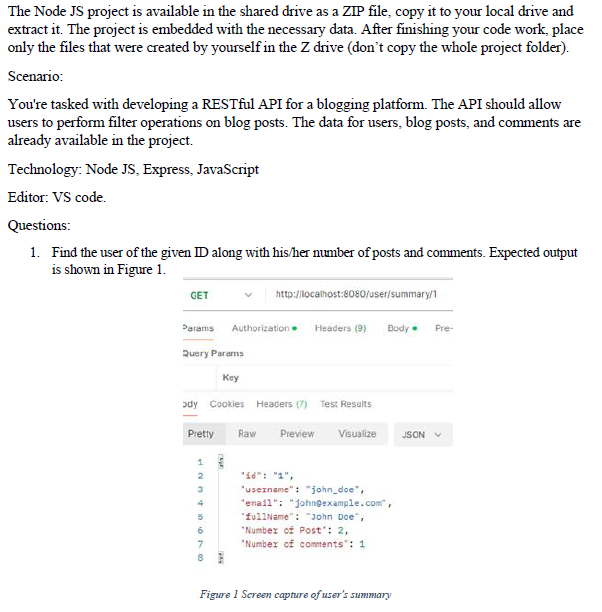 The Node JS project is available in the shared drive as a ZIP file, copy it to your local drive and
extract it. The project is embedded with the necessary data. After finishing your code work, place
only the files that were created by yourself in the Z drive (don't copy the whole project folder).
Scenario:
You're tasked with developing a RESTful API for a blogging platform. The API should allow
users to perform filter operations on blog posts. The data for users, blog posts, and comments are
already available in the project.
Technology: Node JS, Express, JavaScript
Editor: VS code.
Questions:
1. Find the user of the given ID along with his/her number of posts and comments. Expected output
is shown in Figure 1.
GET http://localhost:8080/user/summary/1
Params Authorization Headers (9) Body Pre-
Query Params
Key
ody Cookies Headers (7) Test Results
Pretty Raw Preview Visualize JSON
1 {
2 "id": "1",
3 "username": "john_doe",
4 "email": "john@example.com",
5 "fullName": "John Doe",
6 "Number of Post": 2,
7 "Number of comments": 1
8 }
Figure 1 Screen capture of user's summary